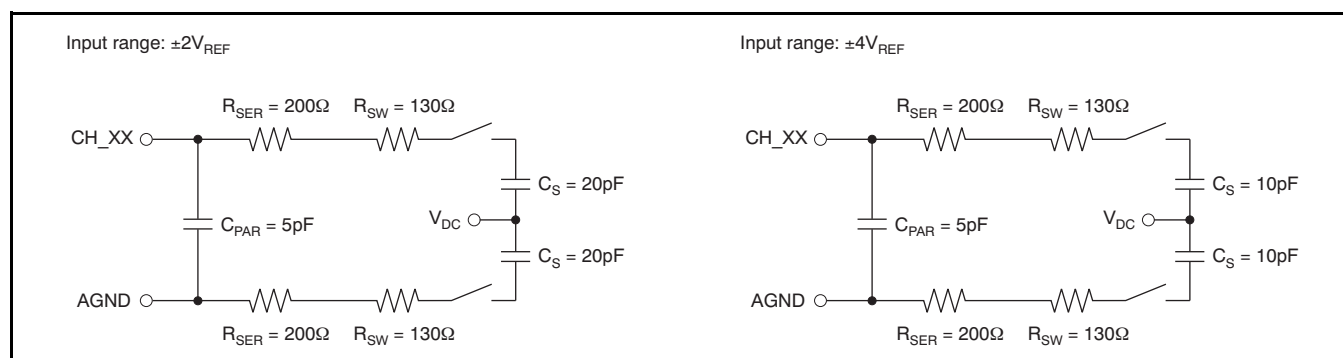 Input range: ±2VREF
RSER = 200Ω RSW = 130Ω
CH_XX
CS = 20pF
VDC
CPAR = 5pF
CS = 20pF
AGND
RSER = 200Ω RSW = 130Ω
Input range: ±4VREF
RSER = 200Ω RSW = 130Ω
CH_XX
CS = 10pF
VDC
CPAR = 5pF
CS = 10pF
AGND
RSER = 200Ω RSW = 130Ω